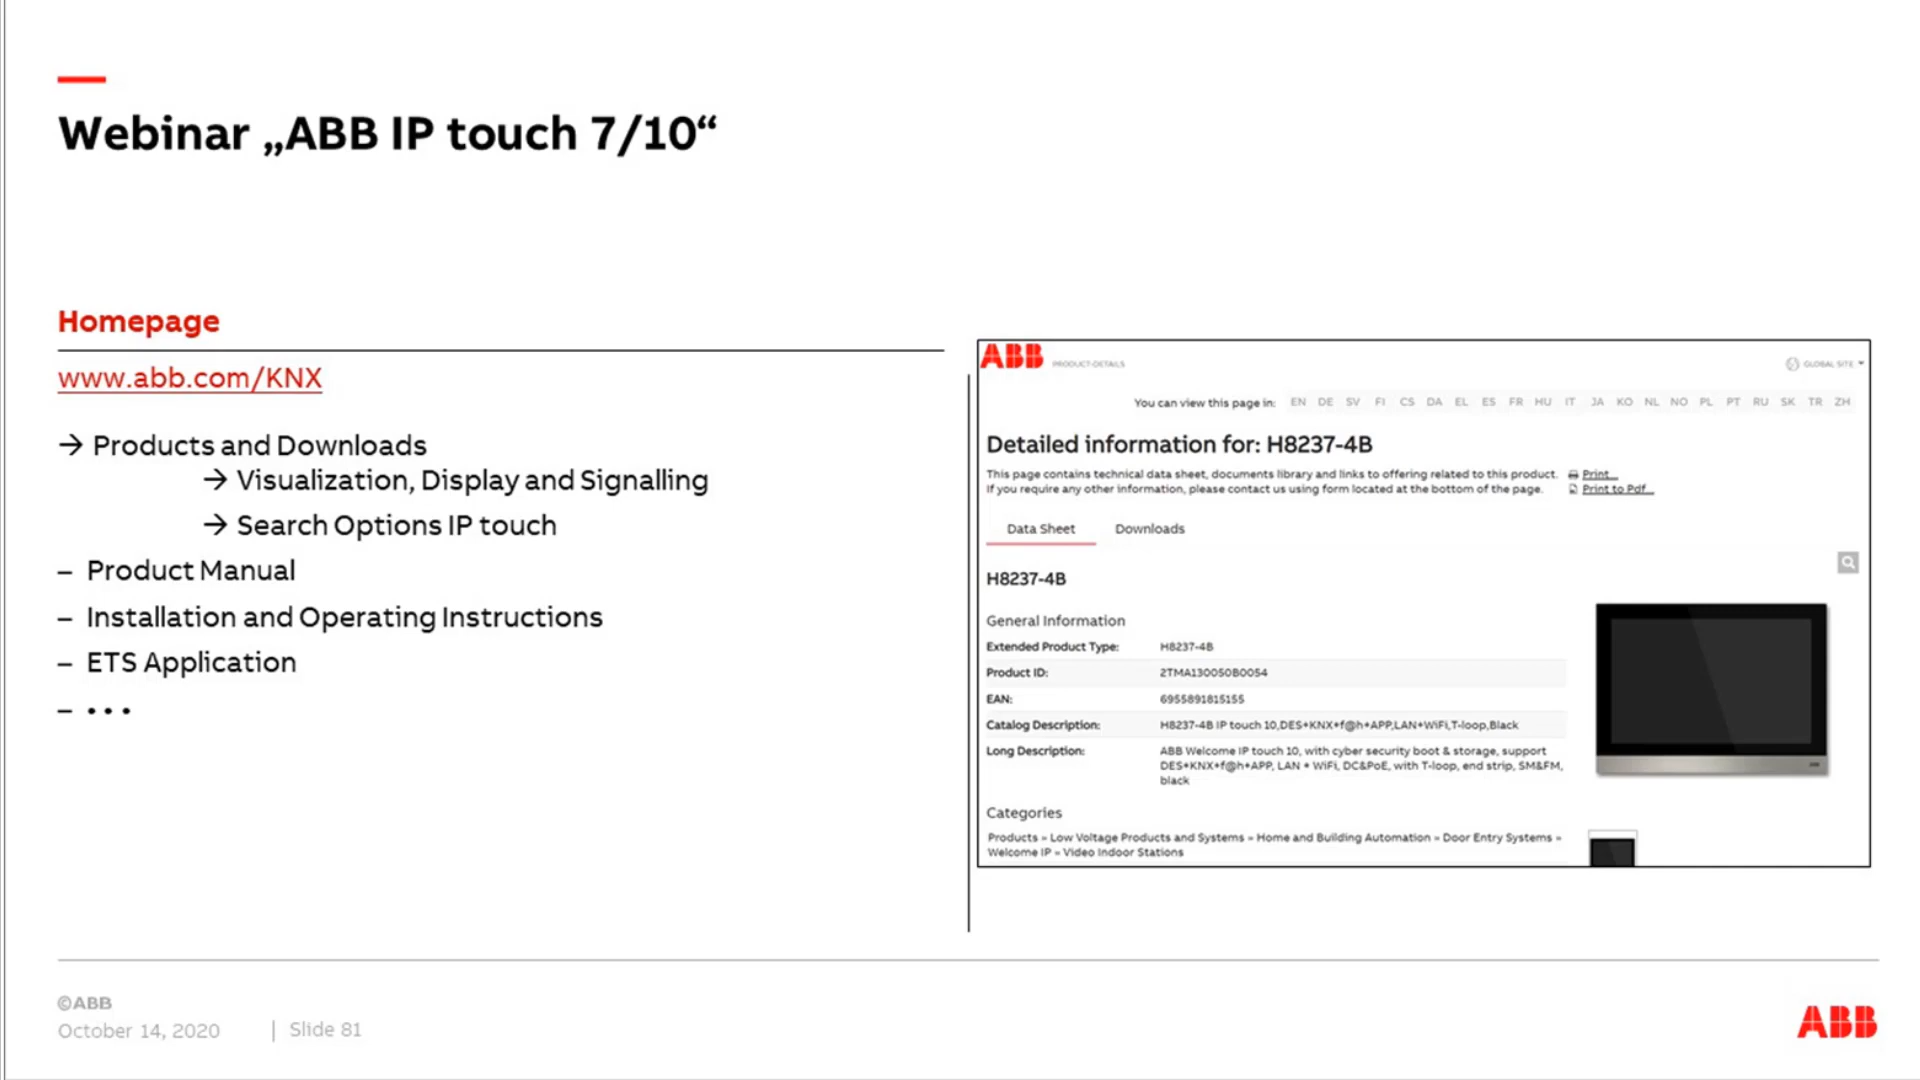 Webinar „ABB IP touch 7/10“
Homepage
www.abb.com/KNX
→ Products and Downloads
→ Visualization, Display and Signalling
→ Search Options IP touch
– Product Manual
– Installation and Operating Instructions
– ETS Application
– • • •
ABB PRODUCT-DETAILS
GLOBAL SITE
You can view this page in: EN DE SV FI CS DA EL ES FR HU IT JA KO NL NO PL PT RU SK TR ZH
Detailed information for: H8237-4B
This page contains technical data sheet, documents library and links to offering related to this product.
If you require any other information, please contact us using form located at the bottom of the page.
Print...
Print to Pdf...
Data Sheet Downloads
H8237-4B
General Information
Extended Product Type: H8237-4B
Product ID: 2TMA130050B0054
EAN: 6955891815155
Catalog Description: H8237-4B IP touch 10,DES+KNX+f@h+APP,LAN+WiFi,T-loop,Black
Long Description: ABB Welcome IP touch 10, with cyber security boot & storage, support
DES+KNX+f@h+APP, LAN + WiFi, DC&PoE, with T-loop, end strip, SM&FM,
black
Categories
Products » Low Voltage Products and Systems » Home and Building Automation » Door Entry Systems »
Welcome IP » Video Indoor Stations
©ABB
October 14, 2020 | Slide 81
ABB